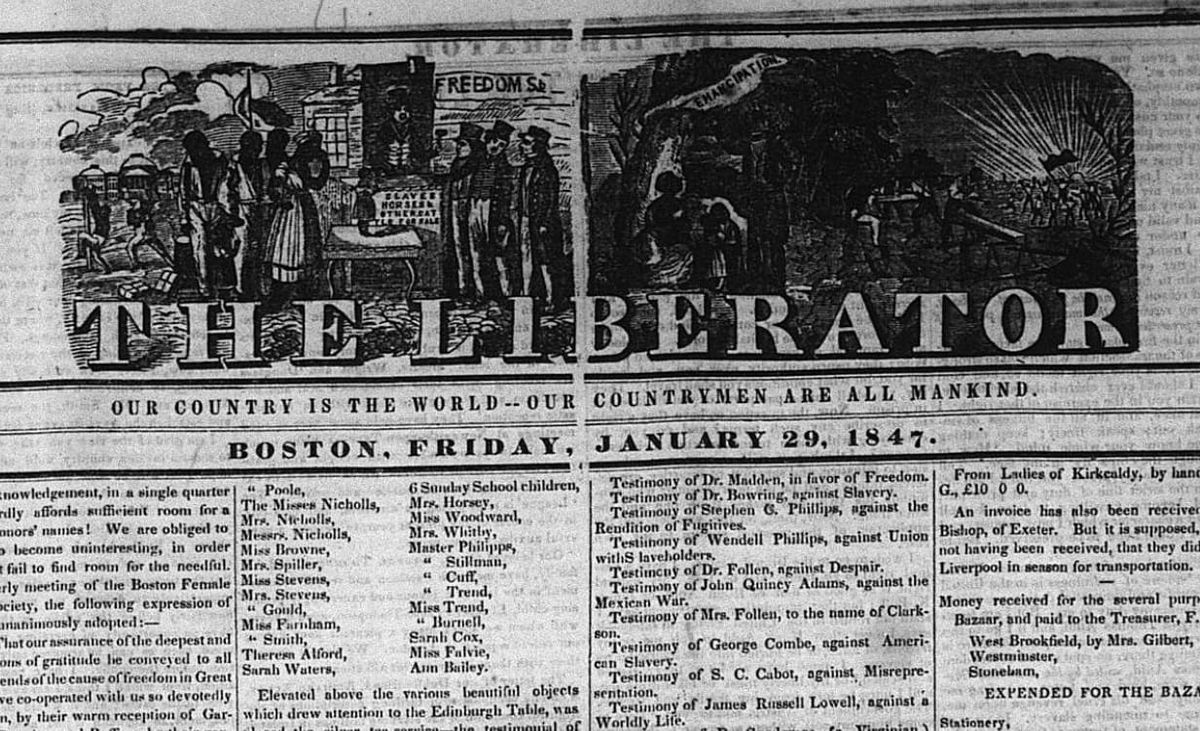 FREEDOM St
EMANCIPATION
SLAVES
HORSES &
OTHER CAT
TLE FOR SALE
THE LIBERATOR
OUR COUNTRY IS THE WORLD--OUR COUNTRYMEN ARE ALL MANKIND.
BOSTON, FRIDAY, JANUARY 29, 1847.
knowledgement, in a single quarter
affords sufficient room for a
names! We are obliged to
become uninteresting, in order
fail to find room for the needful.
meeting of the Boston Female
the following expression of
unanimously adopted:—
That our assurance of the deepest and
of gratitude be conveyed to all
of the cause of freedom in Great
co-operated with us so devotedly
by their warm reception of Gar-
" Poole,
The Misses Nicholls,
Mrs. Nicholls,
Messrs. Nicholls,
Miss Browne,
Mrs. Spiller,
Miss Stevens,
Mrs. Stevens,
" Gould,
Miss Farnham,
" Smith,
Theresa Alford,
Sarah Waters,
6 Sunday School children,
Mrs. Horsey,
Miss Woodward,
Mrs. Whitby,
Master Philipps,
" Stillman,
" Cuff,
" Trend,
Miss Trend,
" Burnell,
Sarah Cox,
Miss Falvie,
Ann Bailey.
Elevated above the various beautiful objects
which drew attention to the Edinburgh Table, was
the testimonial of
Testimony of Dr. Madden, in favor of Freedom.
Testimony of Dr. Bowring, against Slavery.
Testimony of Stephen C. Phillips, against the
Rendition of Fugitives.
Testimony of Wendell Phillips, against Union
withS laveholders.
Testimony of Dr. Follen, against Despair.
Testimony of John Quincy Adams, against the
Mexican War.
Testimony of Mrs. Follen, to the name of Clark-
son.
Testimony of George Combe, against Ameri-
can Slavery.
Testimony of S. C. Cabot, against Misrepre-
sentation.
Testimony of James Russell Lowell, against a
Worldly Life.
From Ladies of Kirkcaldy, by
G., £10 0 0.
An invoice has also been received
Bishop, of Exeter. But it is supposed,
not having been received, that they did
Liverpool in season for transportation.
Money received for the several
Bazaar, and paid to the Treasurer, F.
West Brookfield, by Mrs. Gilbert,
Westminster,
Stoneham,
EXPENDED FOR THE
Stationery,